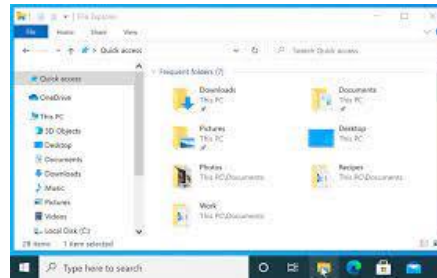 File Explorer
File Home Share View
Quick access Search Quick access
Frequent folders (7)
Quick access
OneDrive
This PC
3D Objects
Desktop
Documents
Downloads
Music
Pictures
Videos
Local Disk (C:)
Downloads
This PC
Documents
This PC
Pictures
This PC
Desktop
This PC
Photos
This PC\Documents
Recipes
This PC\Documents
Work
This PC\Documents
28 items 1 item selected
Type here to search